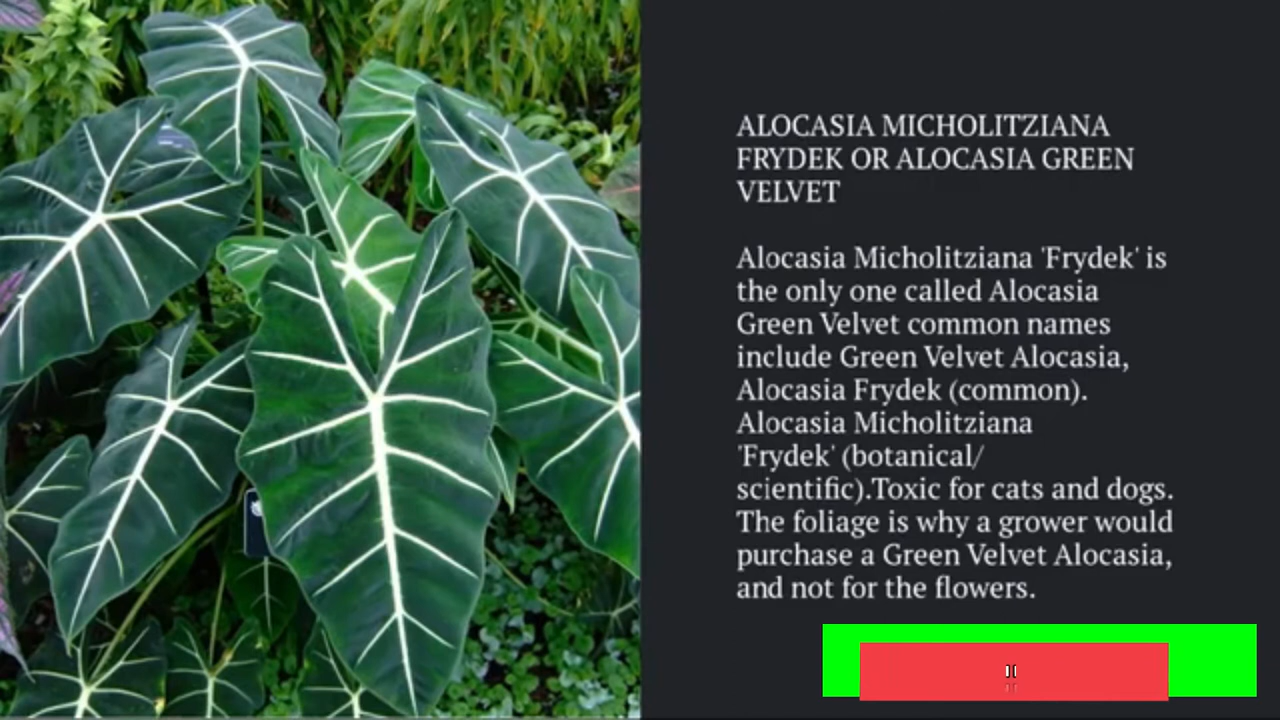 ALOCASIA MICHOLITZIANA
FRYDEK OR ALOCASIA GREEN
VELVET
Alocasia Micholitziana 'Frydek' is
the only one called Alocasia
Green Velvet common names
include Green Velvet Alocasia,
Alocasia Frydek (common).
Alocasia Micholitziana
'Frydek' (botanical/
scientific).Toxic for cats and dogs.
The foliage is why a grower would
purchase a Green Velvet Alocasia,
and not for the flowers.